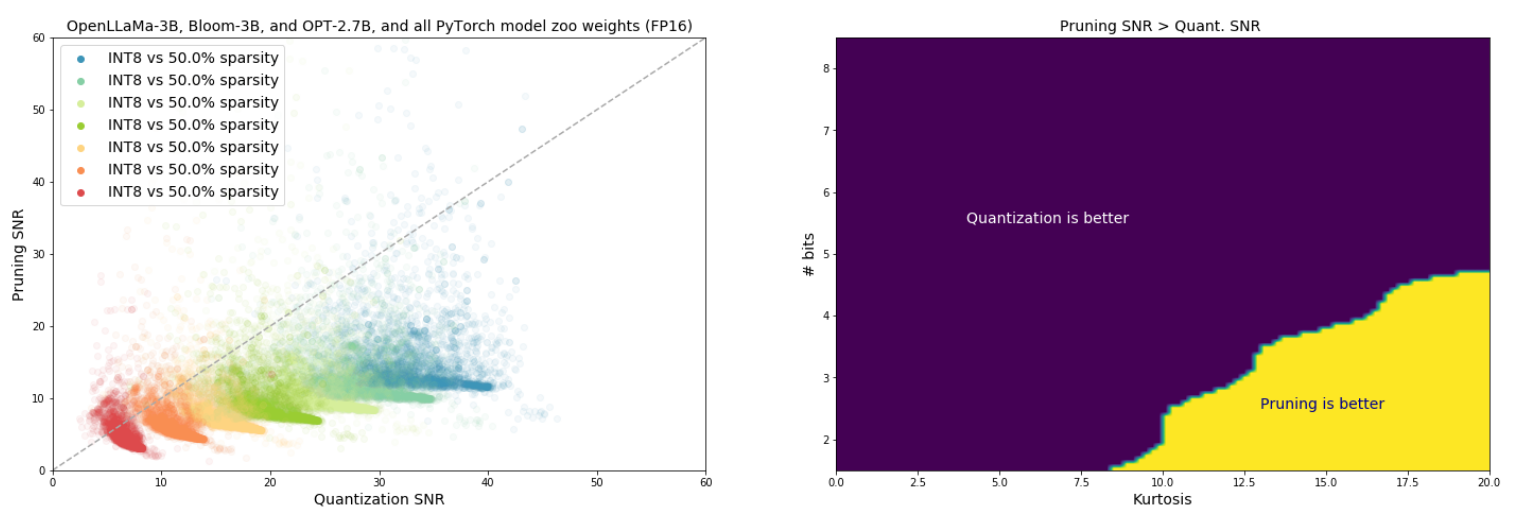 OpenLLaMa-3B, Bloom-3B, and OPT-2.7B, and all PyTorch model zoo weights (FP16)
60
50
40
30
20
10
0
Pruning SNR
INT8 vs 50.0% sparsity
INT8 vs 50.0% sparsity
INT8 vs 50.0% sparsity
INT8 vs 50.0% sparsity
INT8 vs 50.0% sparsity
INT8 vs 50.0% sparsity
INT8 vs 50.0% sparsity
0 10 20 30 40 50 60
Quantization SNR
Pruning SNR > Quant. SNR
8
7
6
5
4
3
2
# bits
Quantization is better
Pruning is better
0.0 2.5 5.0 7.5 10.0 12.5 15.0 17.5 20.0
Kurtosis